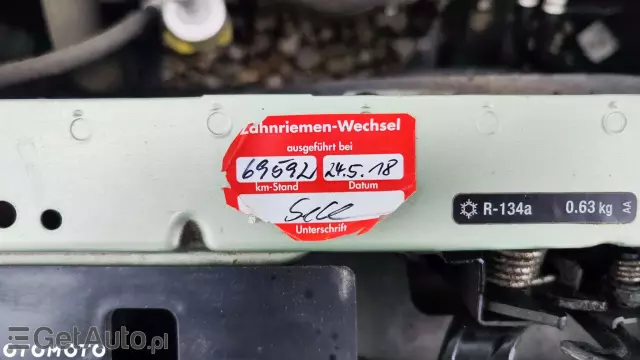 Zahnriemen-Wechsel
ausgeführt bei
69592 24.5.18
km-Stand Datum
Unterschrift
R-134a 0.63 kg AA
OTOMOTO
GetAuto.pl